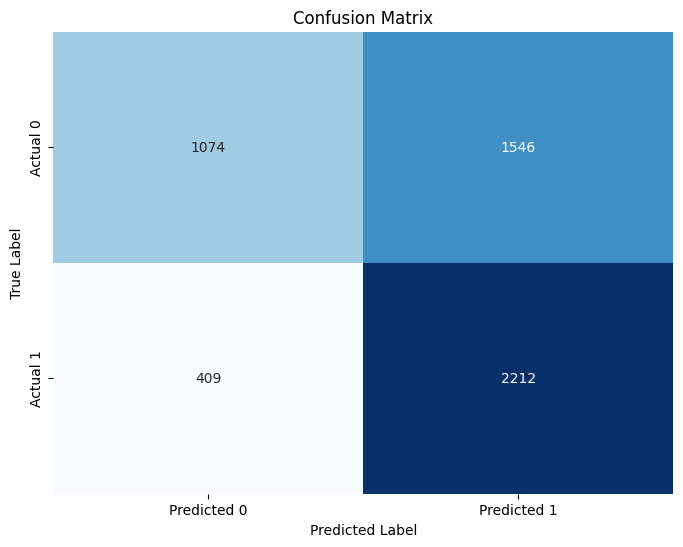 Confusion Matrix
Actual 0
1074
1546
True Label
Actual 1
409
2212
Predicted 0
Predicted 1
Predicted Label